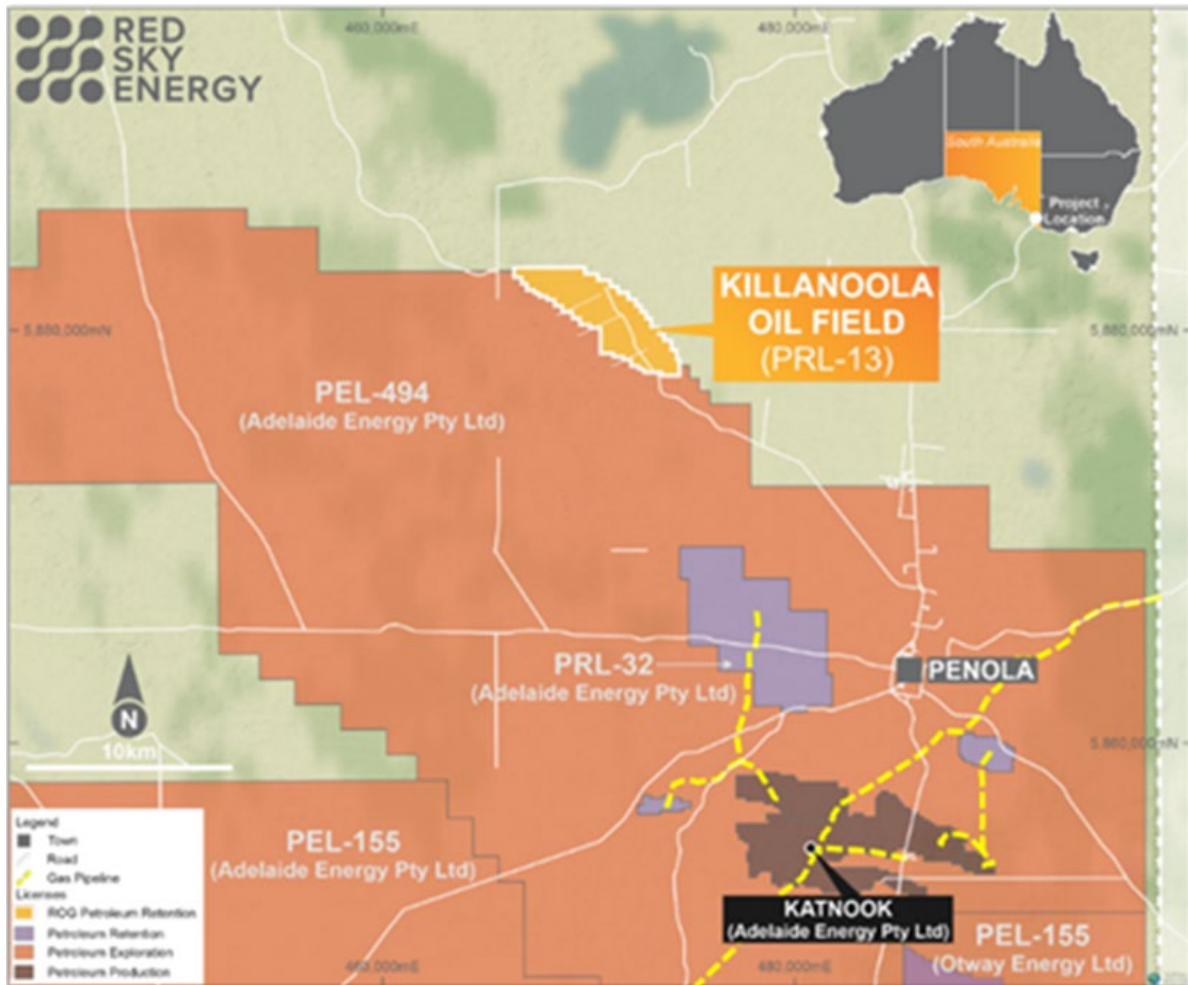 RED
SKY
ENERGY
460,000mE
480,000mE
South Australia
Project
Location
5,880,000mN
5,880,000mN
KILLANOOLA
OIL FIELD
(PRL-13)
PEL-494
(Adelaide Energy Pty Ltd)
PRL-32
(Adelaide Energy Pty Ltd)
PENOLA
N
10km
5,860,000mN
PEL-155
(Adelaide Energy Pty Ltd)
KATNOOK
(Adelaide Energy Pty Ltd)
PEL-155
(Otway Energy Ltd)
Legend
Town
Road
Gas Pipeline
Licenses
ROG Petroleum Retention
Petroleum Retention
Petroleum Exploration
Petroleum Production
460,000mE
480,000mE